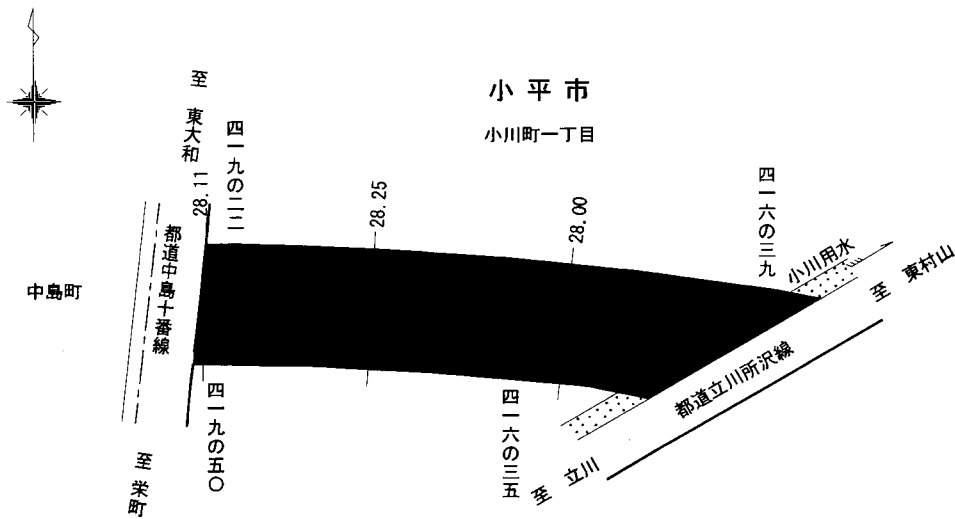 小平市
小川町一丁目
至 東大和
四一九の二二
28.11
28.25
28.00
四一六の三九
小川用水
至 東村山
都道中島十番線
中島町
都道立川所沢線
四一九の五〇
四一六の三五
至 立川
至 栄町